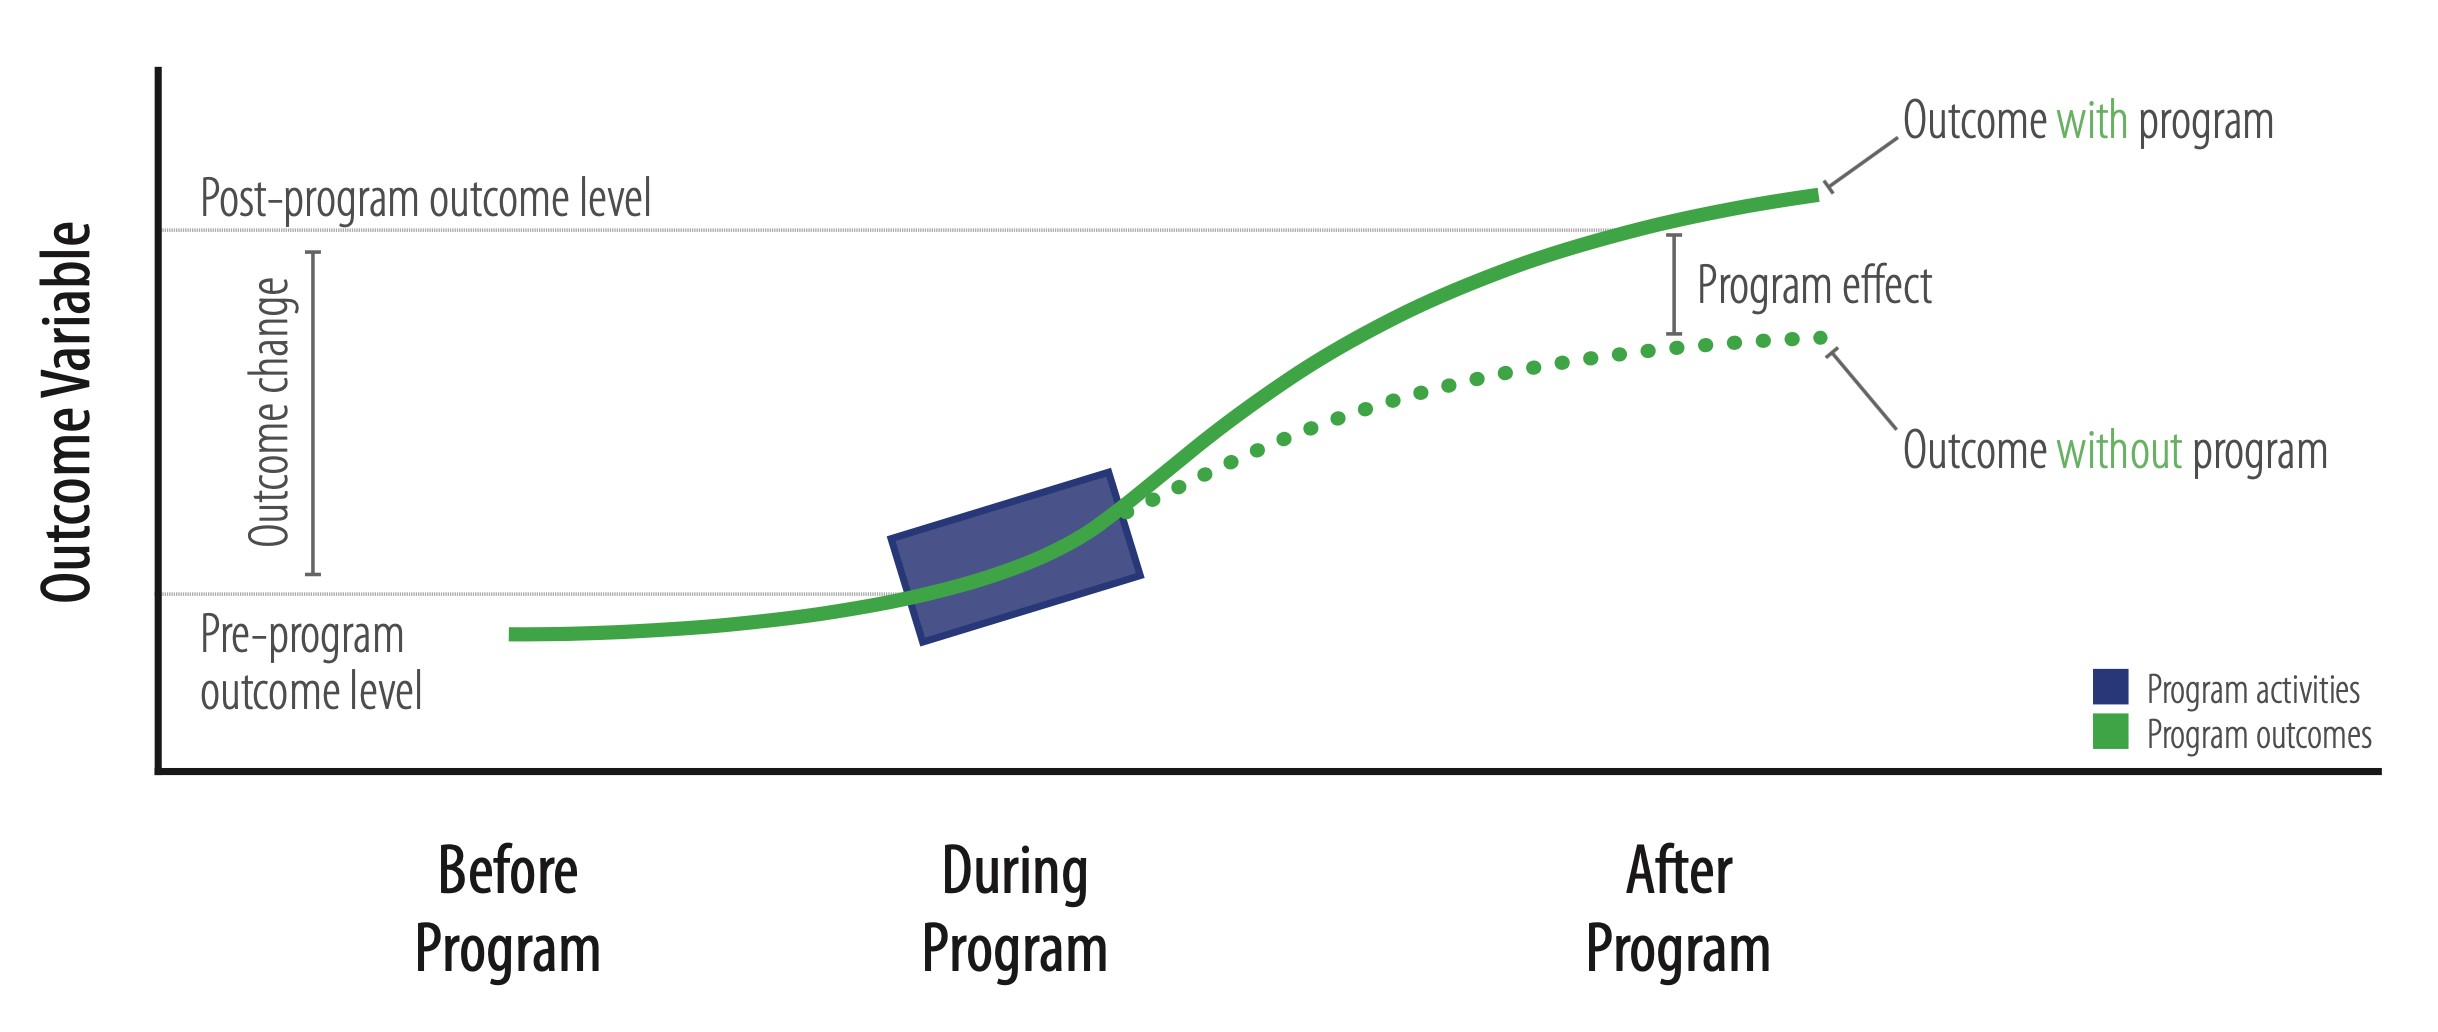 Outcome Variable
Post-program outcome level
Outcome change
Pre-program
outcome level
Outcome with program
Program effect
Outcome without program
Program activities
Program outcomes
Before
Program
During
Program
After
Program